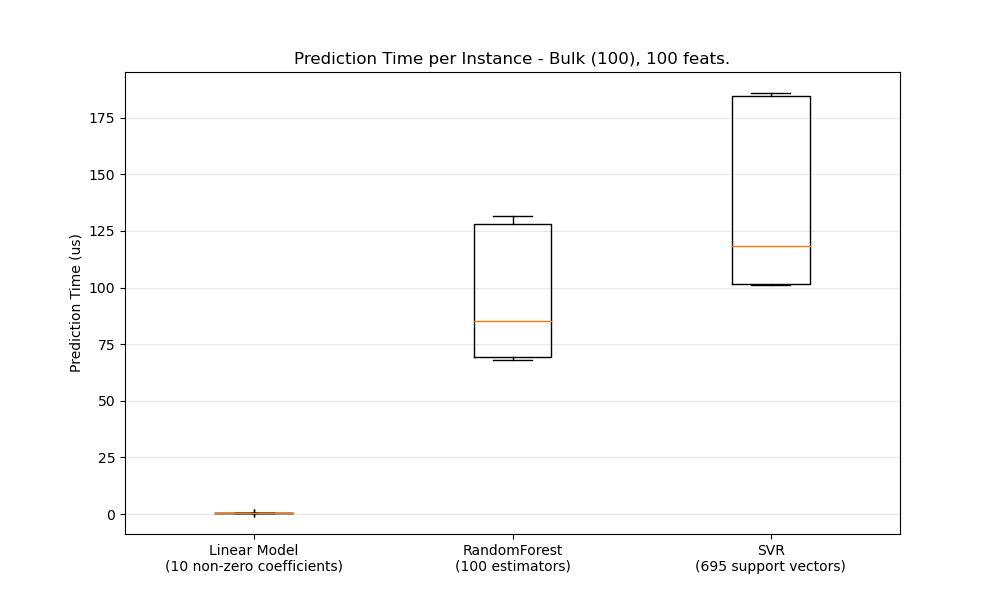 Prediction Time per Instance - Bulk (100), 100 feats.
Prediction Time (us)
175
150
125
100
75
50
25
0
Linear Model
(10 non-zero coefficients)
RandomForest
(100 estimators)
SVR
(695 support vectors)